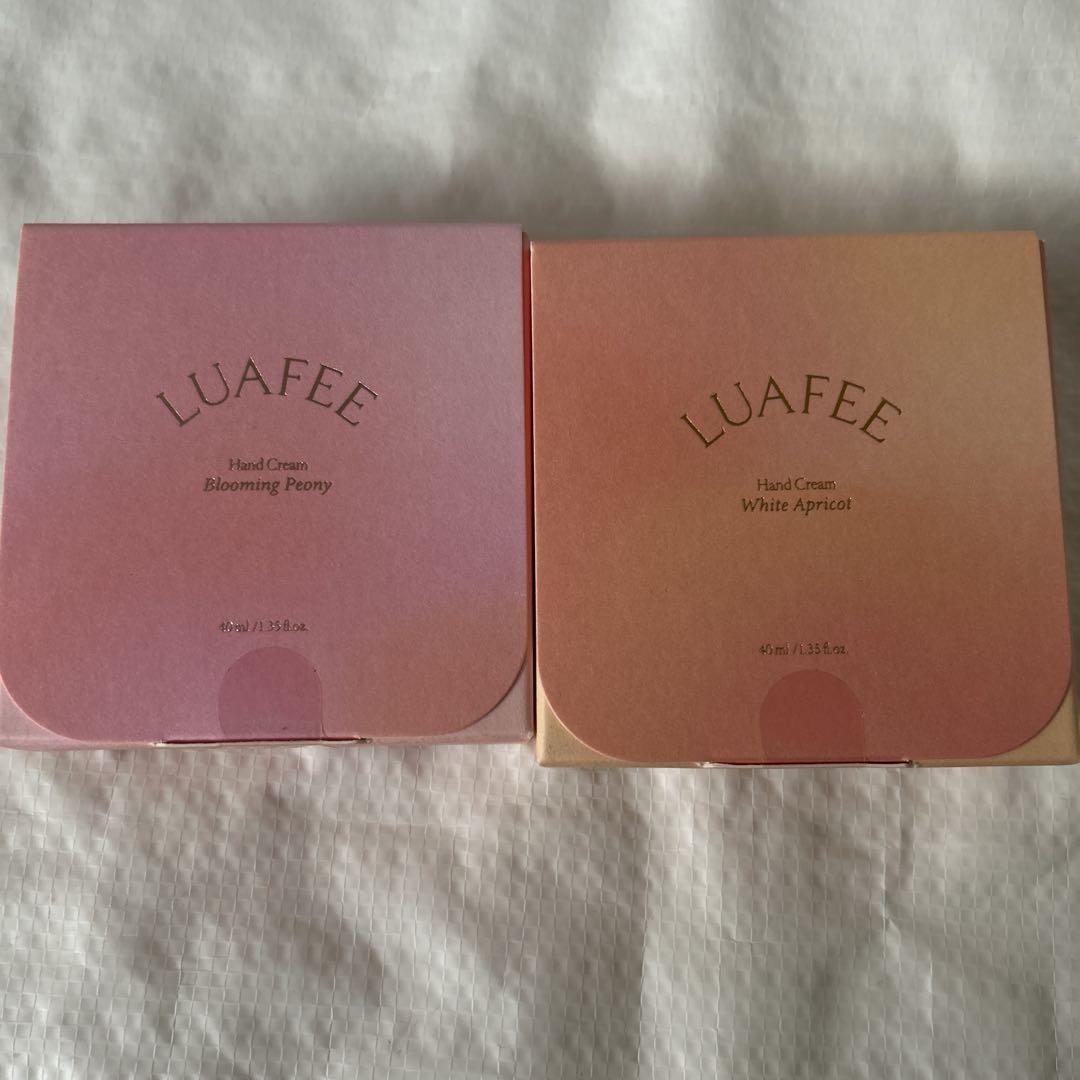 LUAFEE
Hand Cream
Blooming Peony
40 ml / 1.35 fl.oz.
LUAFEE
Hand Cream
White Apricot
40 ml / 1.35 fl.oz.